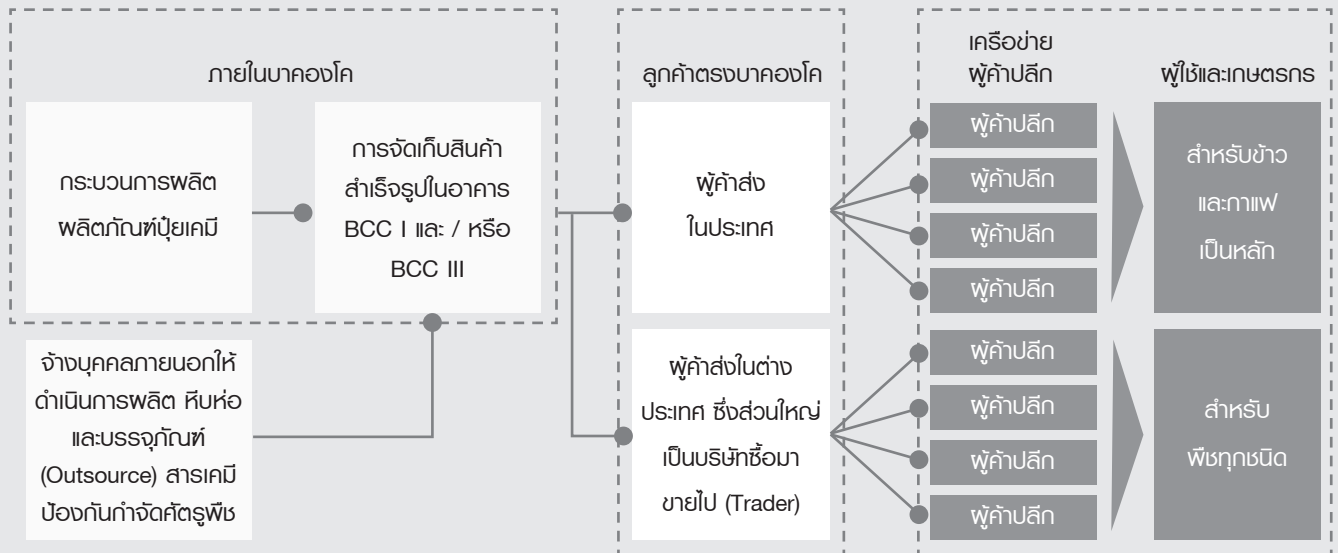 ภายในบาคองโค
กระบวนการผลิต
ผลิตภัณฑ์ปุ๋ยเคมี
การจัดเก็บสินค้า
สำเร็จรูปในอาคาร
BCC I และ / หรือ
BCC III
จ้างบุคคลภายนอกให้
ดำเนินการผลิต หีบห่อ
และบรรจุภัณฑ์
(Outsource) สารเคมี
ป้องกันกำจัดศัตรูพืช
ลูกค้าตรงบาคองโค
ผู้ค้าส่ง
ในประเทศ
ผู้ค้าส่งในต่าง
ประเทศ ซึ่งส่วนใหญ่
เป็นบริษัทซื้อมา
ขายไป (Trader)
เครือข่าย
ผู้ค้าปลีก
ผู้ค้าปลีก
ผู้ค้าปลีก
ผู้ค้าปลีก
ผู้ค้าปลีก
ผู้ค้าปลีก
ผู้ค้าปลีก
ผู้ค้าปลีก
ผู้ค้าปลีก
ผู้ใช้และเกษตรกร
สำหรับข้าว
และกาแฟ
เป็นหลัก
สำหรับ
พืชทุกชนิด